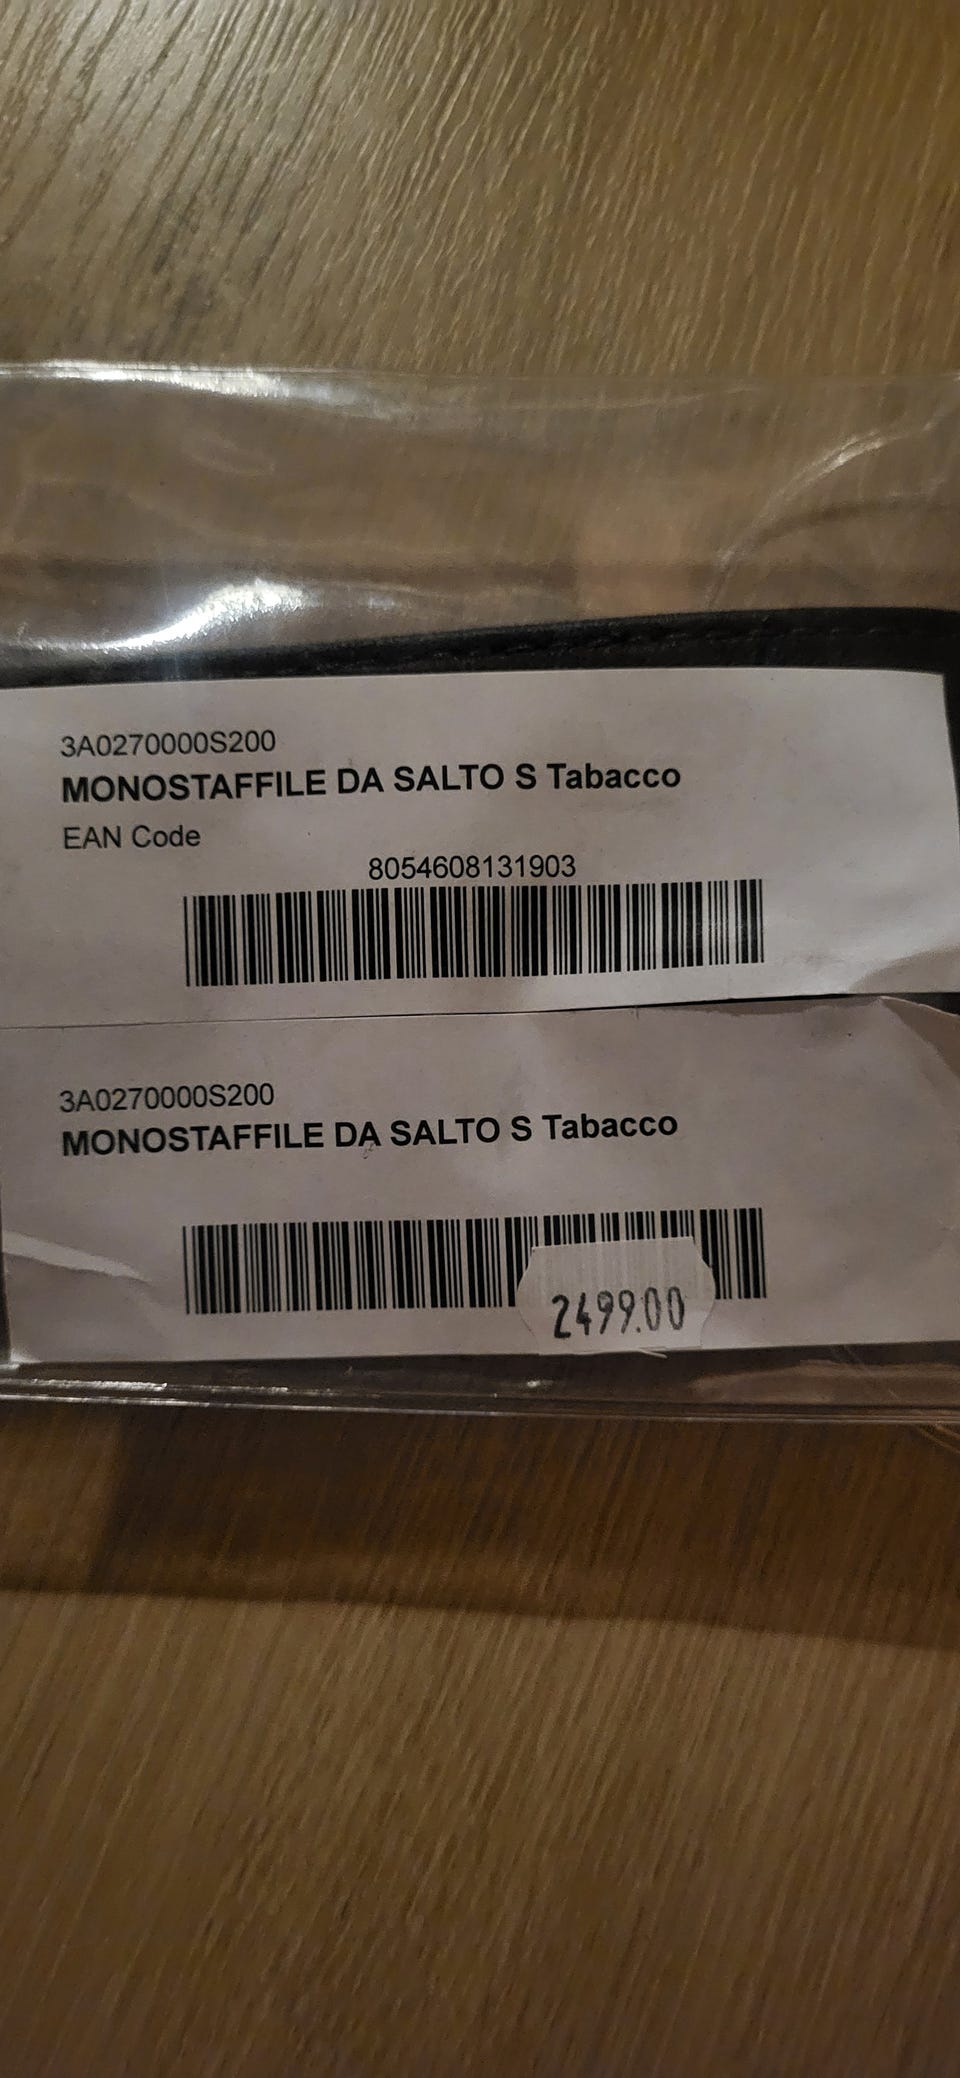 3A0270000S200
MONOSTAFFILE DA SALTO S Tabacco
EAN Code
8054608131903
3A0270000S200
MONOSTAFFILE DA SALTO S Tabacco
2499.00